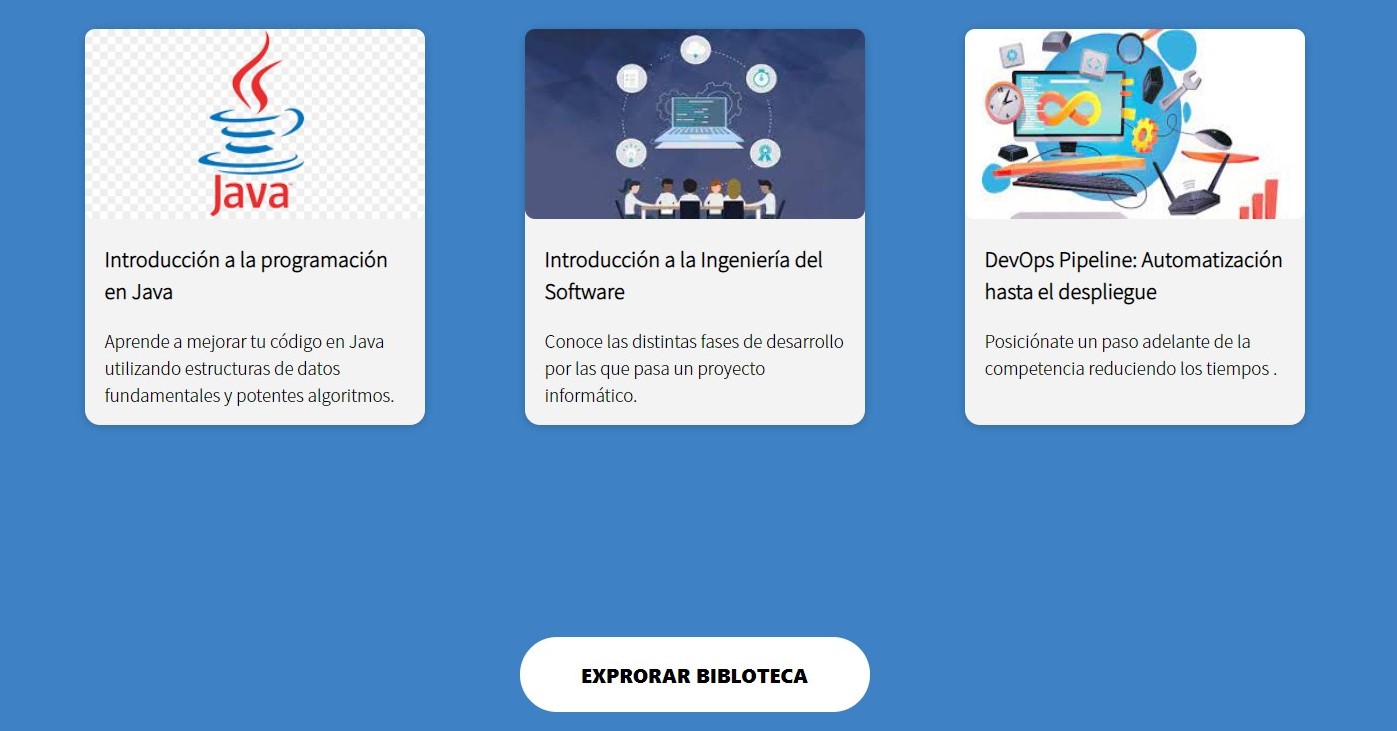 Java
Introducción a la programación
en Java
Aprende a mejorar tu código en Java
utilizando estructuras de datos
fundamentales y potentes algoritmos.
Introducción a la Ingeniería del
Software
Conoce las distintas fases de desarrollo
por las que pasa un proyecto
informático.
DevOps Pipeline: Automatización
hasta el despliegue
Posiciónate un paso adelante de la
competencia reduciendo los tiempos .
EXPRORAR BIBLOTECA